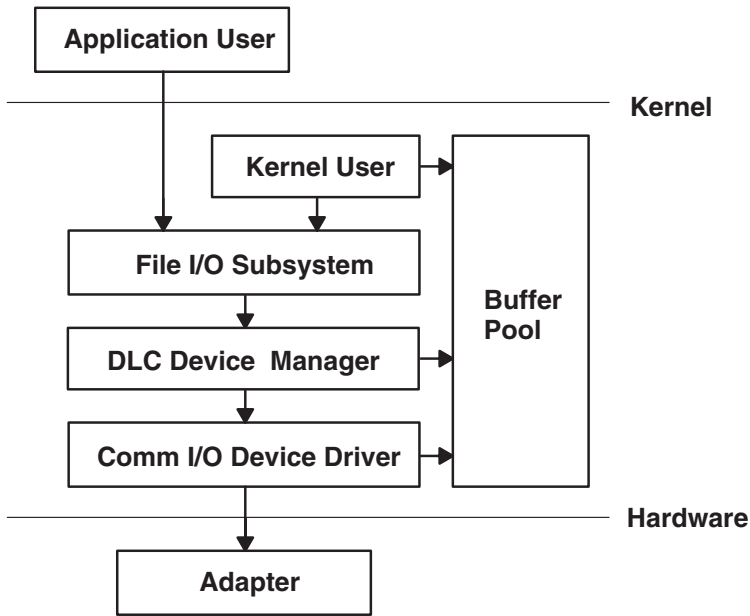 Application User
Kernel
Kernel User
File I/O Subsystem
Buffer
Pool
DLC Device Manager
Comm I/O Device Driver
Hardware
Adapter